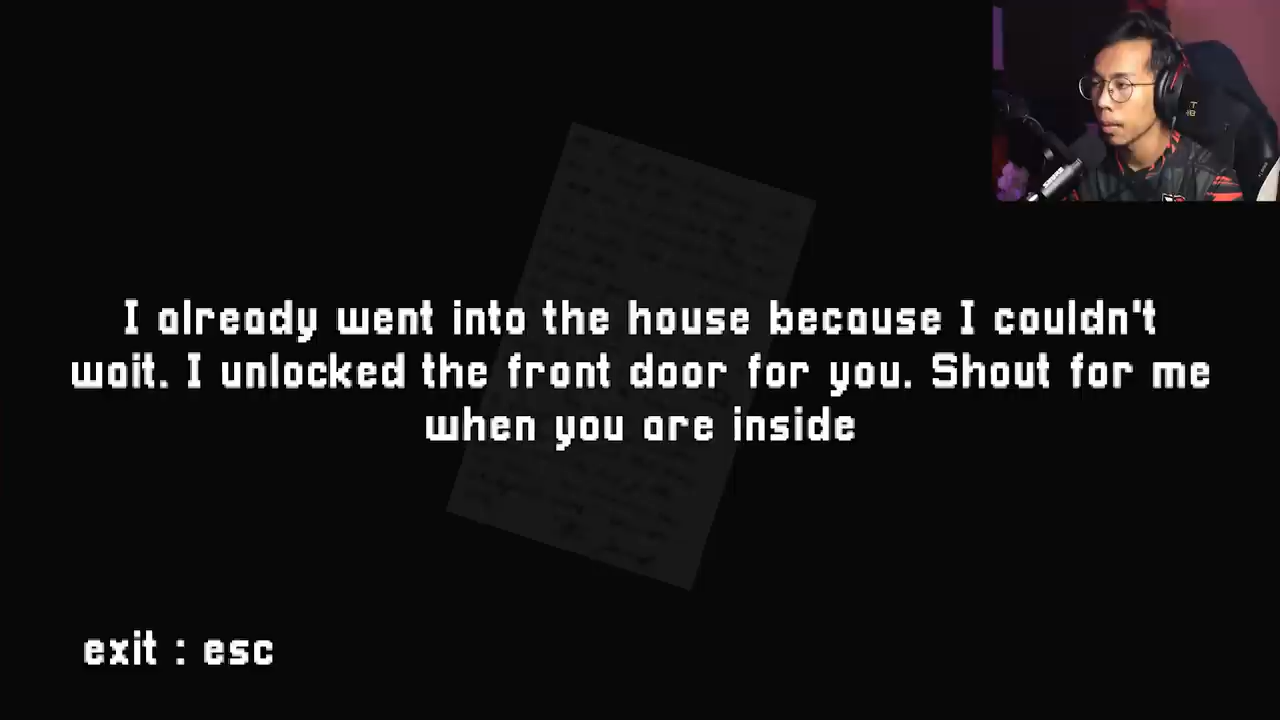 I already went into the house because I couldn't
wait. I unlocked the front door for you. Shout for me
when you are inside
exit : esc